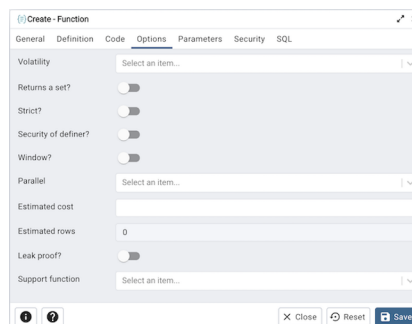 Create - Function
General Definition Code Options Parameters Security SQL
Volatility Select an item...
Returns a set?
Strict?
Security of definer?
Window?
Parallel Select an item...
Estimated cost
Estimated rows 0
Leak proof?
Support function Select an item...
Close Reset Save